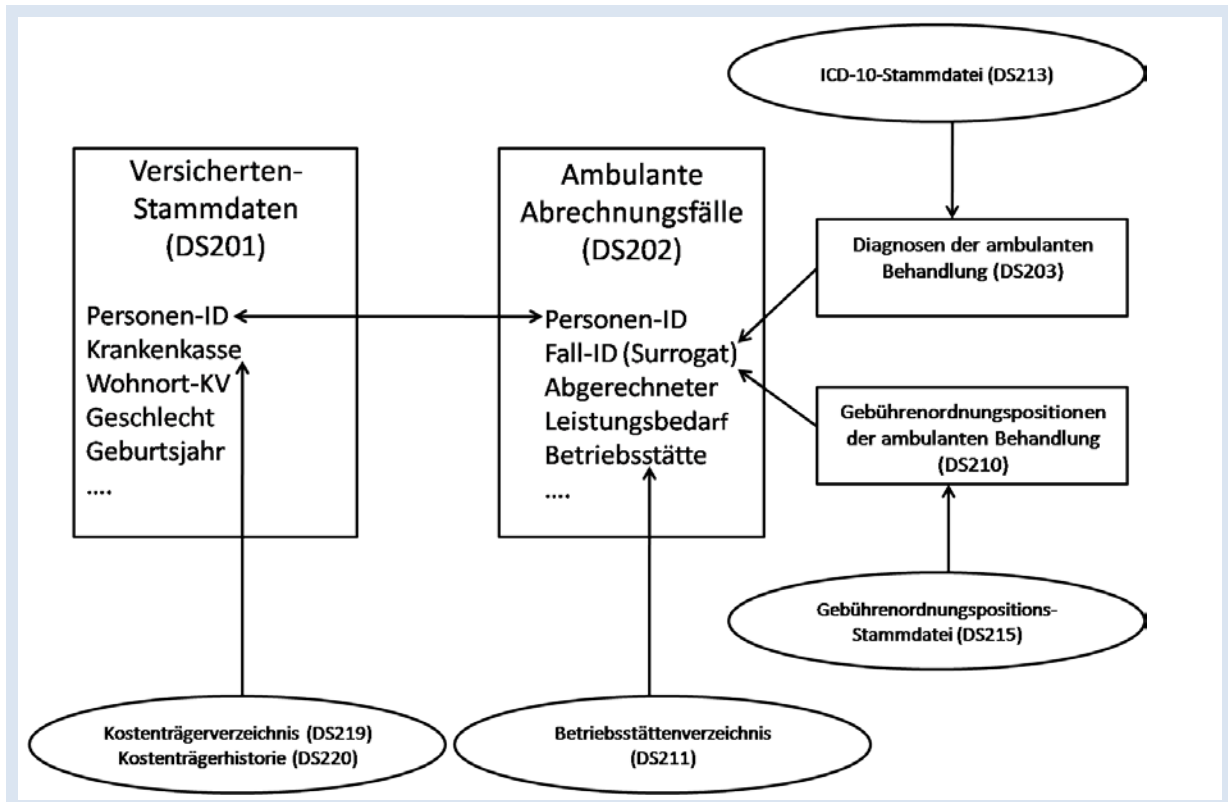 ICD-10-Stammdatei (DS213)
Versicherten-
Stammdaten
(DS201)
Personen-ID
Krankenkasse
Wohnort-KV
Geschlecht
Geburtsjahr
....
Ambulante
Abrechnungsfälle
(DS202)
Personen-ID
Fall-ID (Surrogat)
Abgerechneter
Leistungsbedarf
Betriebsstätte
....
Diagnosen der ambulanten
Behandlung (DS203)
Gebührenordnungspositionen
der ambulanten Behandlung
(DS210)
Gebührenordnungspositions-
Stammdatei (DS215)
Kostenträgerverzeichnis (DS219)
Kostenträgerhistorie (DS220)
Betriebsstättenverzeichnis
(DS211)